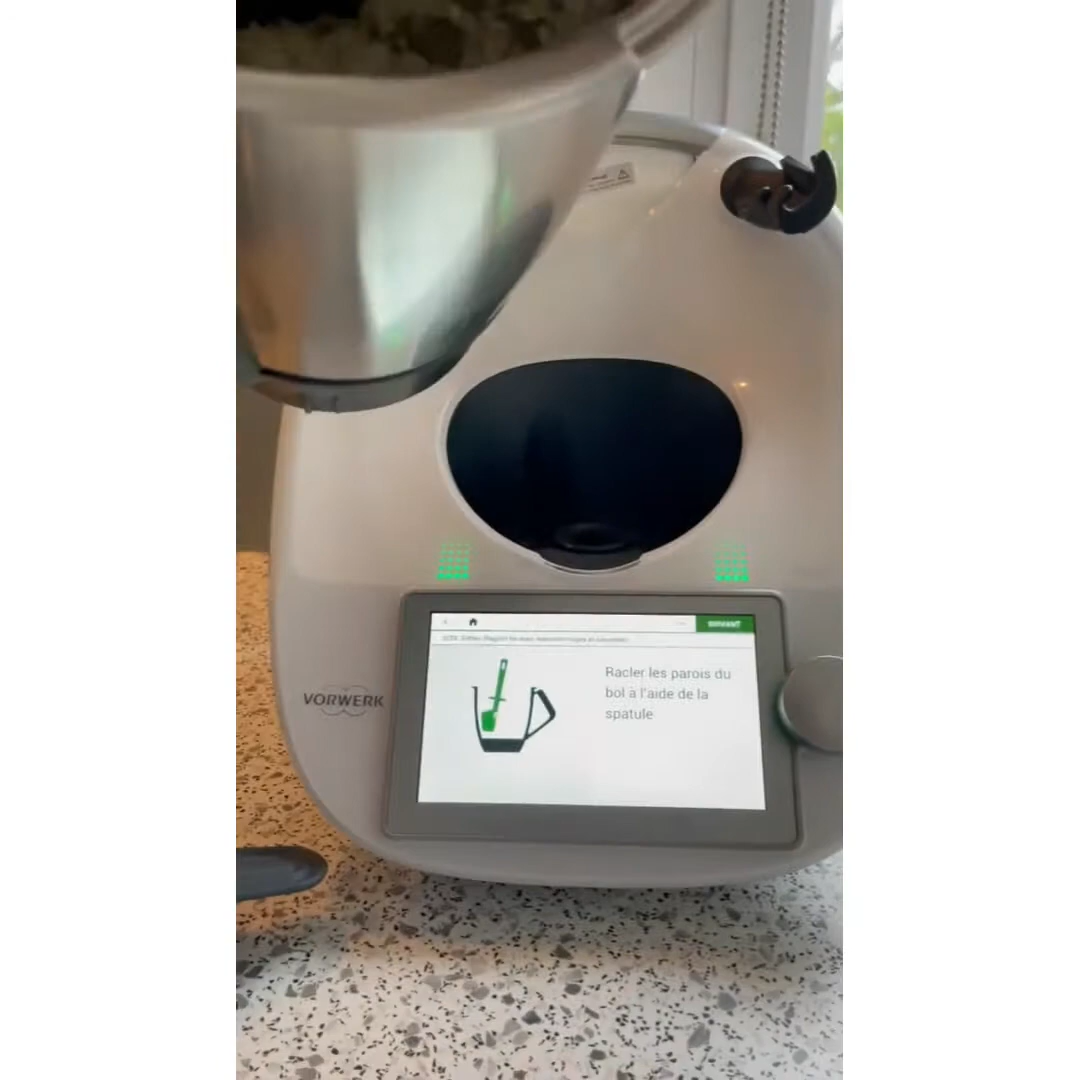 SUIVANT
Racler les parois du
bol à l'aide de la
spatule
VORWERK